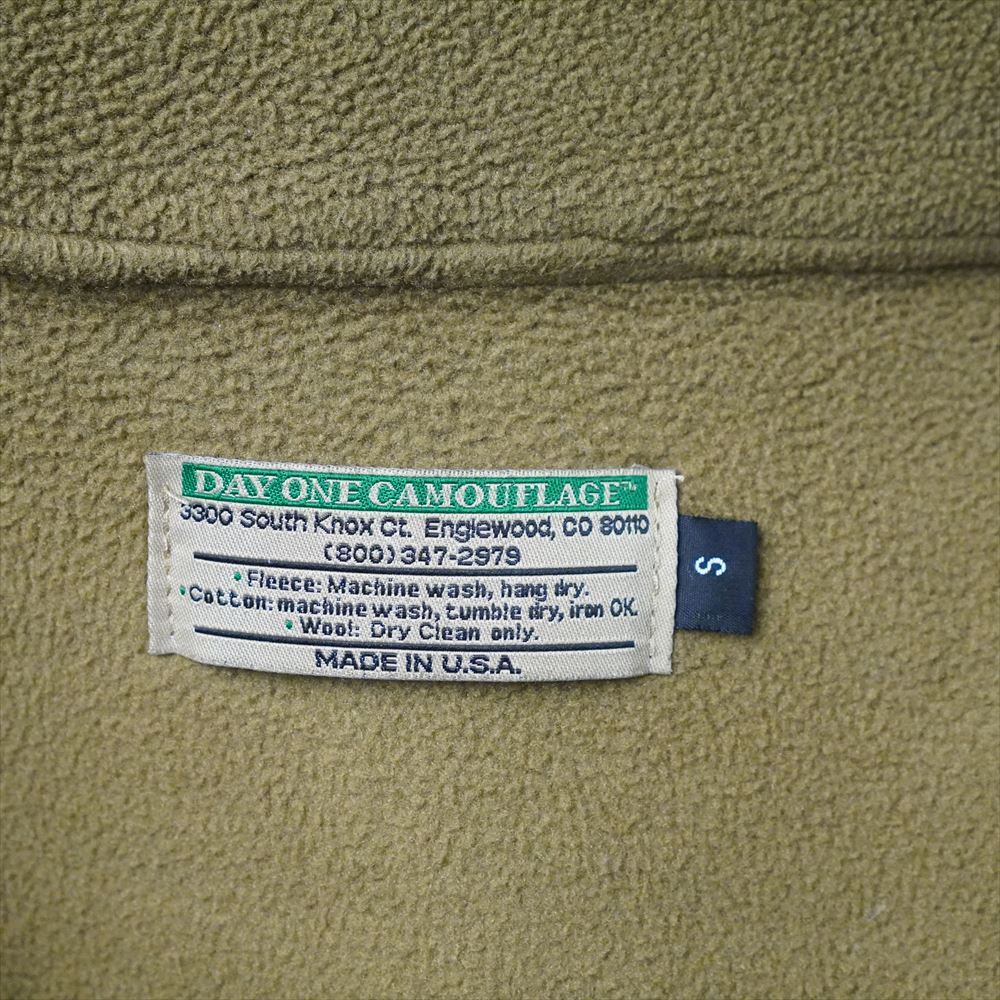 DAY ONE CAMOUFLAGE™
3300 South Knox Ct. Englewood, CO 80110
(800) 347-2979
• Fleece: Machine wash, hang dry.
• Cotton: machine wash, tumble dry, iron OK.
• Wool: Dry Clean only.
MADE IN U.S.A.
S